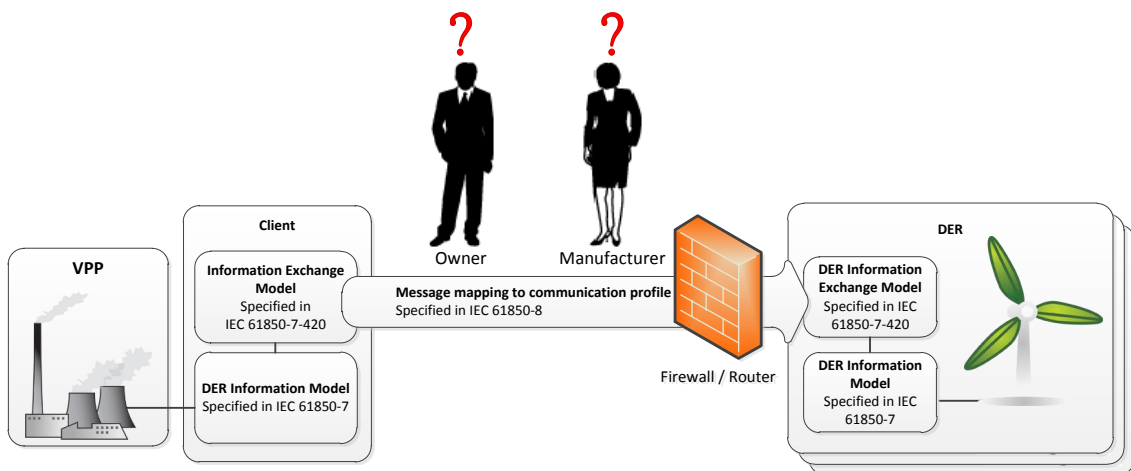 ?
?
Owner
Manufacturer
VPP
Client
Information Exchange
Model
Specified in
IEC 61850-7-420
DER Information Model
Specified in IEC 61850-7
Message mapping to communication profile
Specified in IEC 61850-8
Firewall / Router
DER
DER Information
Exchange Model
Specified in IEC
61850-7-420
DER Information
Model
Specified in IEC
61850-7